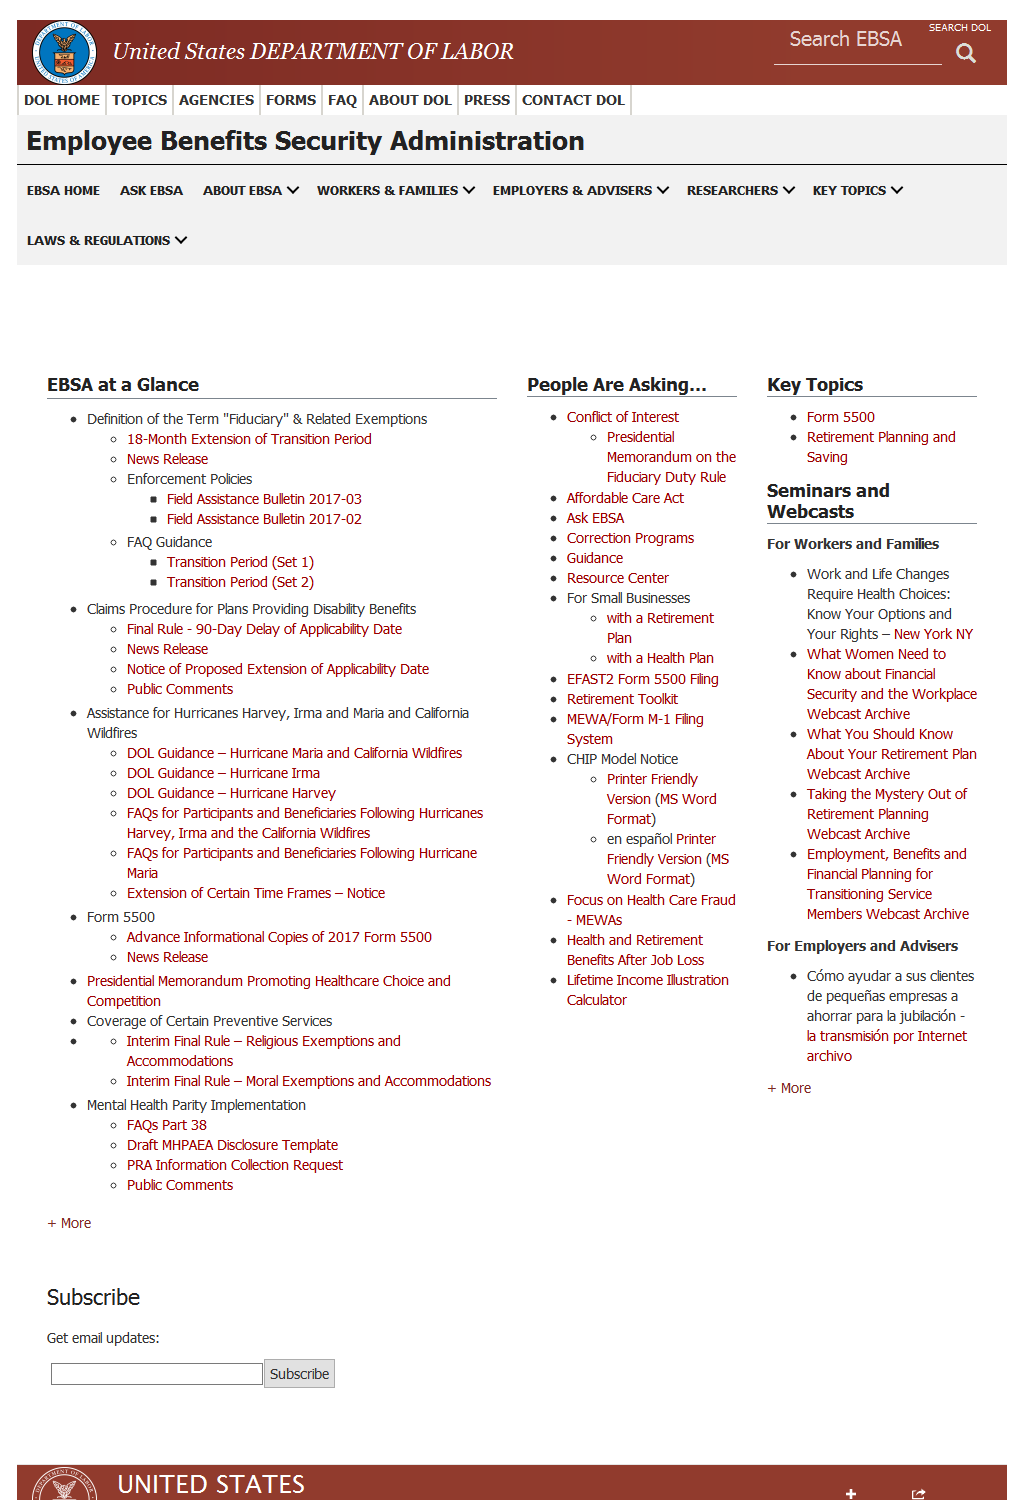 United States DEPARTMENT OF LABOR
SEARCH DOL
Search EBSA
DOL HOME TOPICS AGENCIES FORMS FAQ ABOUT DOL PRESS CONTACT DOL
Employee Benefits Security Administration
EBSA HOME ASK EBSA ABOUT EBSA WORKERS & FAMILIES EMPLOYERS & ADVISERS RESEARCHERS KEY TOPICS
LAWS & REGULATIONS
EBSA at a Glance
Definition of the Term "Fiduciary" & Related Exemptions
18-Month Extension of Transition Period
News Release
Enforcement Policies
Field Assistance Bulletin 2017-03
Field Assistance Bulletin 2017-02
FAQ Guidance
Transition Period (Set 1)
Transition Period (Set 2)
Claims Procedure for Plans Providing Disability Benefits
Final Rule - 90-Day Delay of Applicability Date
News Release
Notice of Proposed Extension of Applicability Date
Public Comments
Assistance for Hurricanes Harvey, Irma and Maria and California
Wildfires
DOL Guidance – Hurricane Maria and California Wildfires
DOL Guidance – Hurricane Irma
DOL Guidance – Hurricane Harvey
FAQs for Participants and Beneficiaries Following Hurricanes
Harvey, Irma and the California Wildfires
FAQs for Participants and Beneficiaries Following Hurricane
Maria
Extension of Certain Time Frames – Notice
Form 5500
Advance Informational Copies of 2017 Form 5500
News Release
Presidential Memorandum Promoting Healthcare Choice and
Competition
Coverage of Certain Preventive Services
Interim Final Rule – Religious Exemptions and
Accommodations
Interim Final Rule – Moral Exemptions and Accommodations
Mental Health Parity Implementation
FAQs Part 38
Draft MHPAEA Disclosure Template
PRA Information Collection Request
Public Comments
+ More
People Are Asking...
Conflict of Interest
Presidential
Memorandum on the
Fiduciary Duty Rule
Affordable Care Act
Ask EBSA
Correction Programs
Guidance
Resource Center
For Small Businesses
with a Retirement
Plan
with a Health Plan
EFAST2 Form 5500 Filing
Retirement Toolkit
MEWA/Form M-1 Filing
System
CHIP Model Notice
Printer Friendly
Version (MS Word
Format)
en español Printer
Friendly Version (MS
Word Format)
Focus on Health Care Fraud
- MEWAs
Health and Retirement
Benefits After Job Loss
Lifetime Income Illustration
Calculator
Key Topics
Form 5500
Retirement Planning and
Saving
Seminars and
Webcasts
For Workers and Families
Work and Life Changes
Require Health Choices:
Know Your Options and
Your Rights – New York NY
What Women Need to
Know about Financial
Security and the Workplace
Webcast Archive
What You Should Know
About Your Retirement Plan
Webcast Archive
Taking the Mystery Out of
Retirement Planning
Webcast Archive
Employment, Benefits and
Financial Planning for
Transitioning Service
Members Webcast Archive
For Employers and Advisers
Cómo ayudar a sus clientes
de pequeñas empresas a
ahorrar para la jubilación -
la transmisión por Internet
archivo
+ More
Subscribe
Get email updates:
Subscribe
UNITED STATES